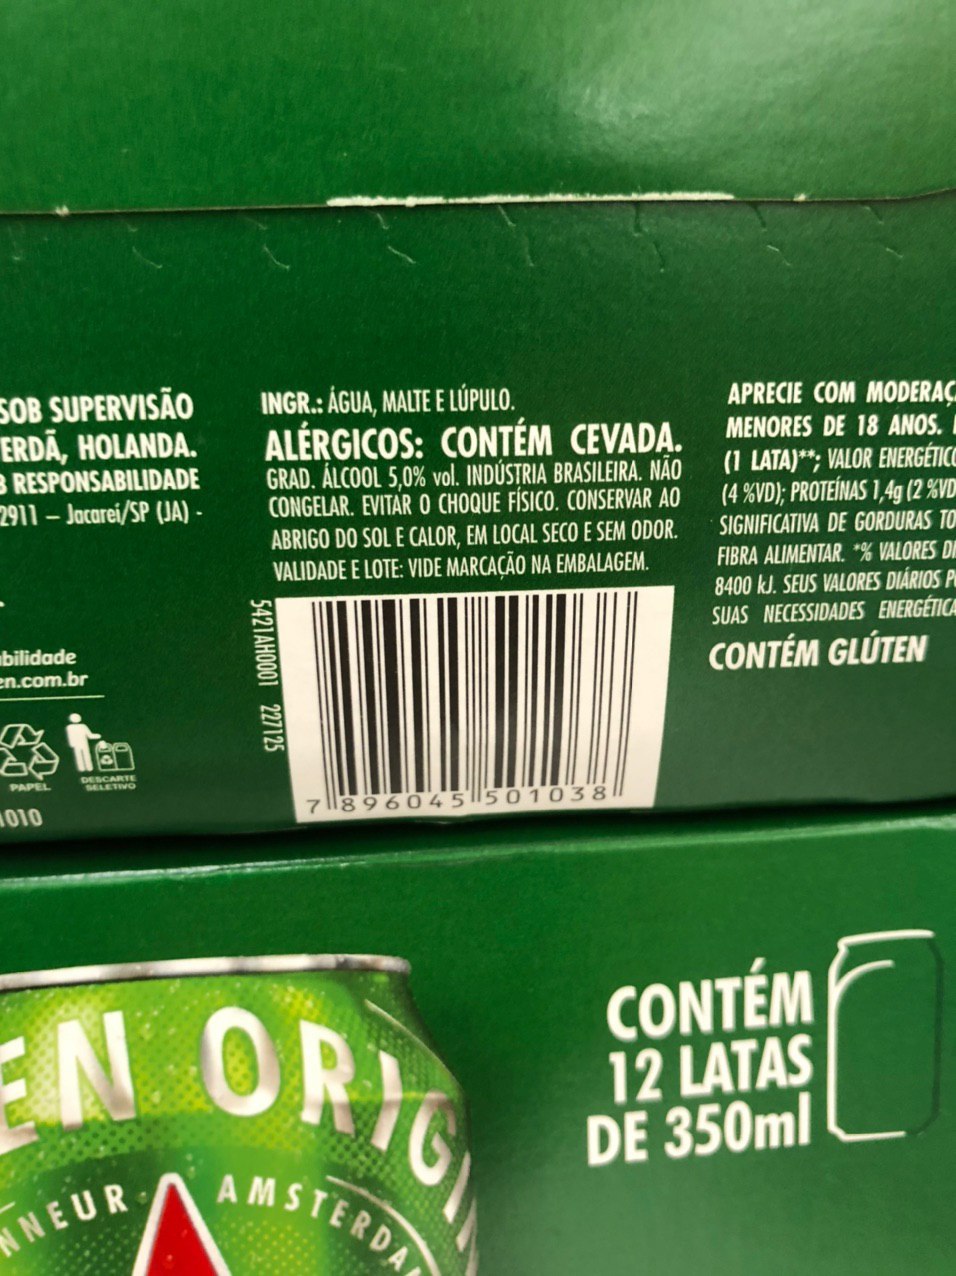 SOB SUPERVISÃO
HOLANDA.
RESPONSABILIDADE
2911 – Jacareí/SP (JA) -
en.com.br
PAPEL
DESCARTE
SELETIVO
1010
INGR.: ÁGUA, MALTE E LÚPULO.
ALÉRGICOS: CONTÉM CEVADA.
GRAD. ÁLCOOL 5,0% vol. INDÚSTRIA BRASILEIRA. NÃO
CONGELAR. EVITAR O CHOQUE FÍSICO. CONSERVAR AO
ABRIGO DO SOL E CALOR, EM LOCAL SECO E SEM ODOR.
VALIDADE E LOTE: VIDE MARCAÇÃO NA EMBALAGEM.
5421AH0001 227125
7 896045 501038
APRECIE COM MODERAÇ
MENORES DE 18 ANOS.
(1 LATA)**; VALOR ENERGÉTICO
(4 %VD); PROTEÍNAS 1,4g (2 %VD
SIGNIFICATIVA DE GORDURAS TO
FIBRA ALIMENTAR. *% VALORES DI
8400 kJ. SEUS VALORES DIÁRIOS P
SUAS NECESSIDADES ENERGÉTICA
CONTÉM GLÚTEN
EN ORIGI
NNEUR AMSTERDA
CONTÉM
12 LATAS
DE 350ml